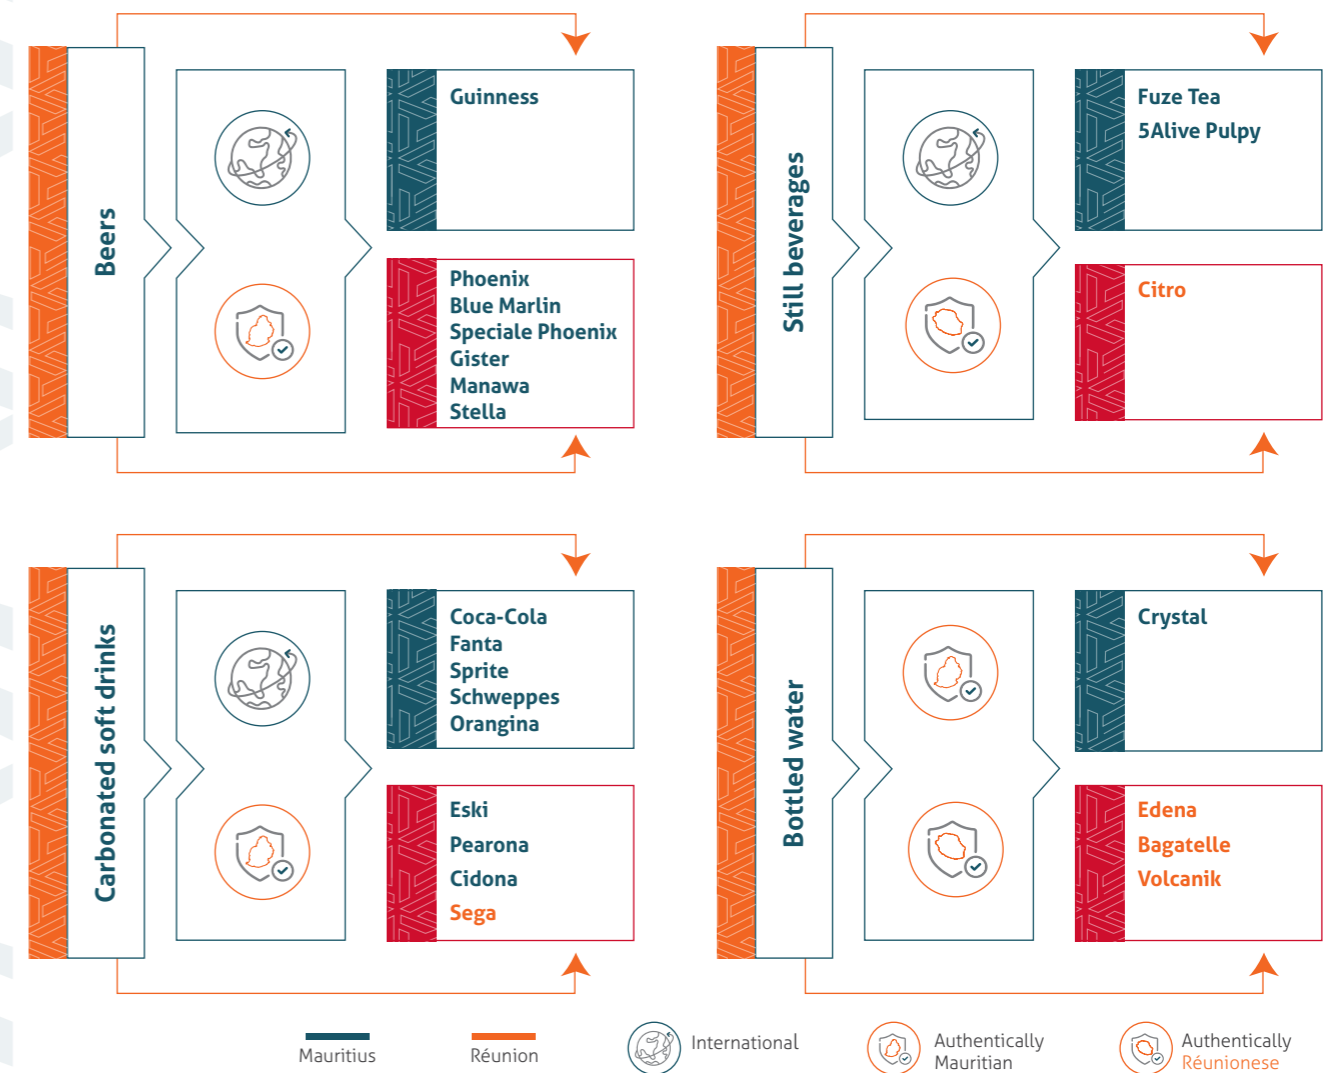 Beers
Guinness
Phoenix
Blue Marlin
Speciale Phoenix
Gister
Manawa
Stella
Still beverages
Fuze Tea
5Alive Pulpy
Citro
Carbonated soft drinks
Coca-Cola
Fanta
Sprite
Schweppes
Orangina
Eski
Pearona
Cidona
Sega
Bottled water
Crystal
Edena
Bagatelle
Volcanik
Mauritius
Réunion
International
Authentically
Mauritian
Authentically
Réunionese